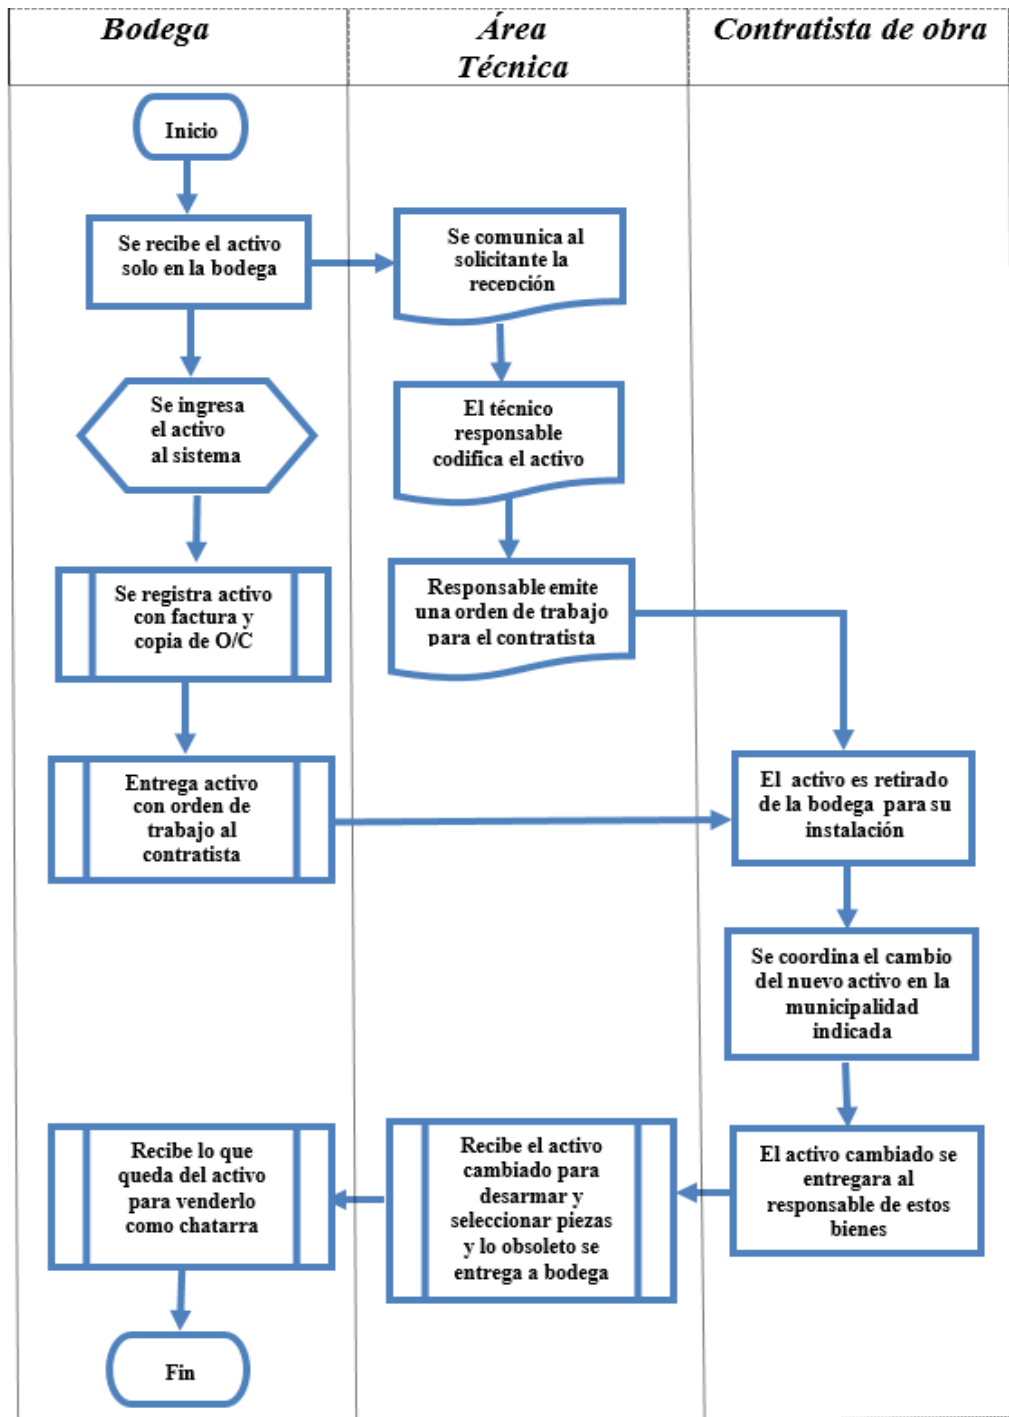 Bodega
Área
Técnica
Contratista de obra
Inicio
Se recibe el activo
solo en la bodega
Se comunica al
solicitante la
recepción
Se ingresa
el activo
al sistema
El técnico
responsable
codifica el activo
Se registra activo
con factura y
copia de O/C
Responsable emite
una orden de trabajo
para el contratista
Entrega activo
con orden de
trabajo al
contratista
El activo es retirado
de la bodega para su
instalación
Se coordina el cambio
del nuevo activo en la
municipalidad
indicada
Recibe lo que
queda del activo
para venderlo
como chatarra
Recibe el activo
cambiado para
desarmar y
seleccionar piezas
y lo obsoleto se
entrega a bodega
El activo cambiado se
entregara al
responsable de estos
bienes
Fin